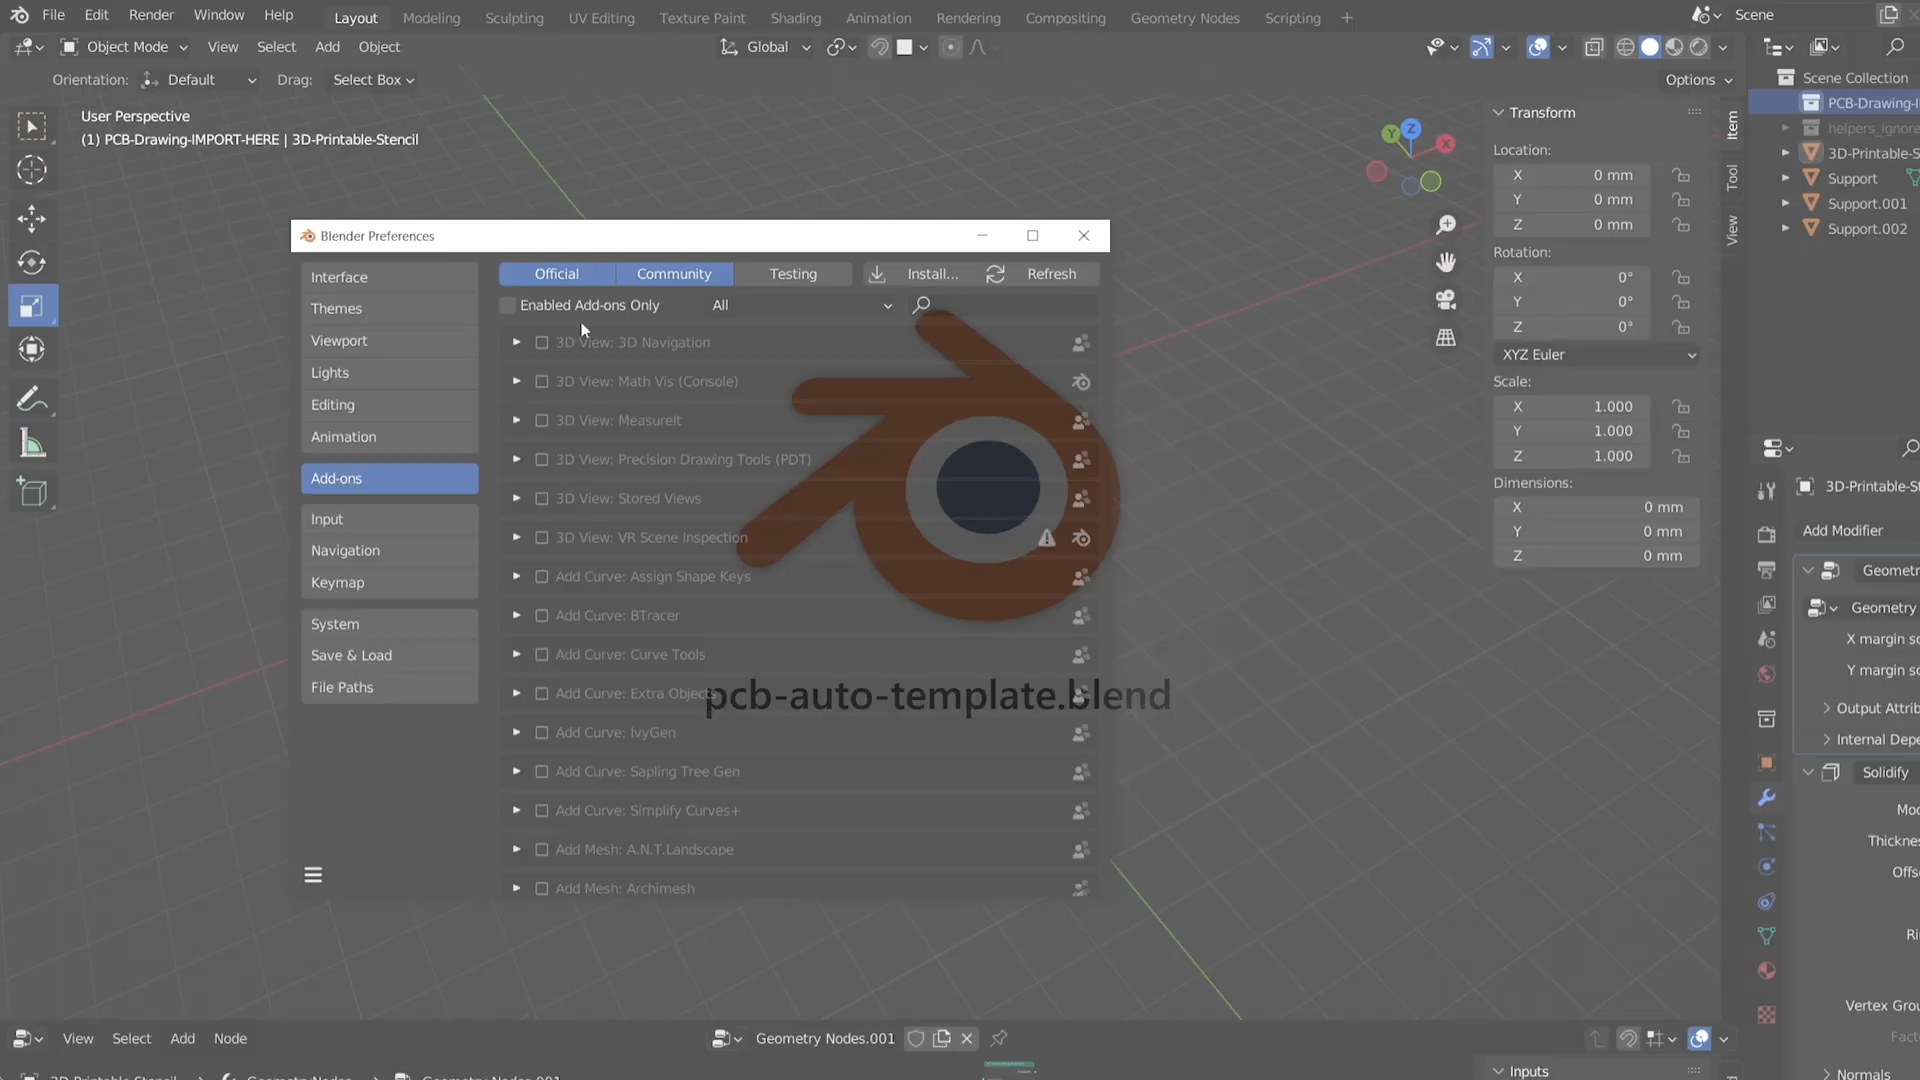 File Edit Render Window Help Layout Modeling Sculpting UV Editing Texture Paint Shading Animation Rendering Compositing Geometry Nodes Scripting + Scene
Object Mode View Select Add Object Global
Orientation: Default Drag: Select Box Options
User Perspective
(1) PCB-Drawing-IMPORT-HERE | 3D-Printable-Stencil
Blender Preferences
Interface
Themes
Viewport
Lights
Editing
Animation
Add-ons
Input
Navigation
Keymap
System
Save & Load
File Paths
Official Community Testing Install... Refresh
Enabled Add-ons Only All
3D View: 3D Navigation
3D View: Math Vis (Console)
3D View: MeasureIt
3D View: Precision Drawing Tools (PDT)
3D View: Stored Views
3D View: VR Scene Inspection
Add Curve: Assign Shape Keys
Add Curve: BTracer
Add Curve: Curve Tools
Add Curve: Extra Objects
Add Curve: IvyGen
Add Curve: Sapling Tree Gen
Add Curve: Simplify Curves+
Add Mesh: A.N.T.Landscape
Add Mesh: Archimesh
pcb-auto-template.blend
Z
Y
X
Transform
Location:
X 0 mm
Y 0 mm
Z 0 mm
Rotation:
X 0°
Y 0°
Z 0°
XYZ Euler
Scale:
X 1.000
Y 1.000
Z 1.000
Dimensions:
X 0 mm
Y 0 mm
Z 0 mm
Item
Tool
View
Scene Collection
PCB-Drawing-I
helpers_ignore
3D-Printable-S
Support
Support.001
Support.002
3D-Printable-S
Add Modifier
Geomet
Geometry
X margin sc
Y margin sc
Output Attrib
Internal Depe
Solidify
Mod
Thicknes
Offs
Ri
Vertex Grou
Facto
Normals
View Select Add Node Geometry Nodes.001
Inputs